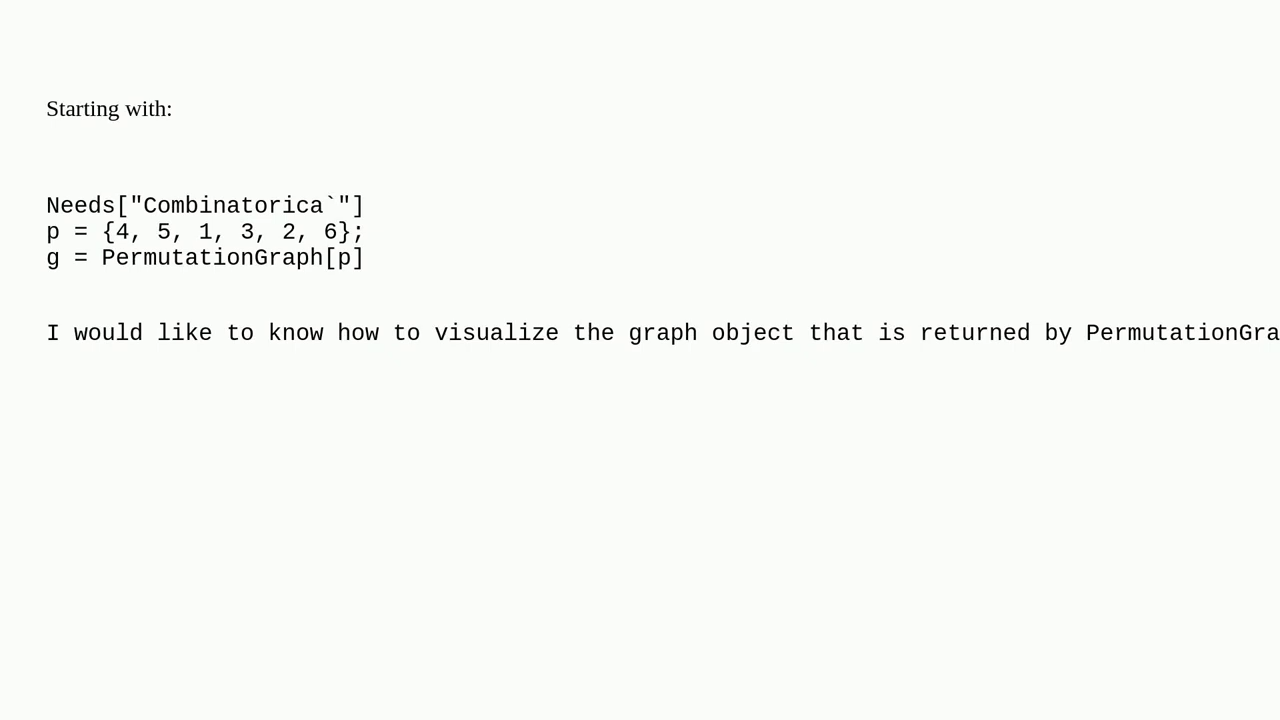 Starting with:
Needs["Combinatorica`"]
p = {4, 5, 1, 3, 2, 6};
g = PermutationGraph[p]
I would like to know how to visualize the graph object that is returned by PermutationGra